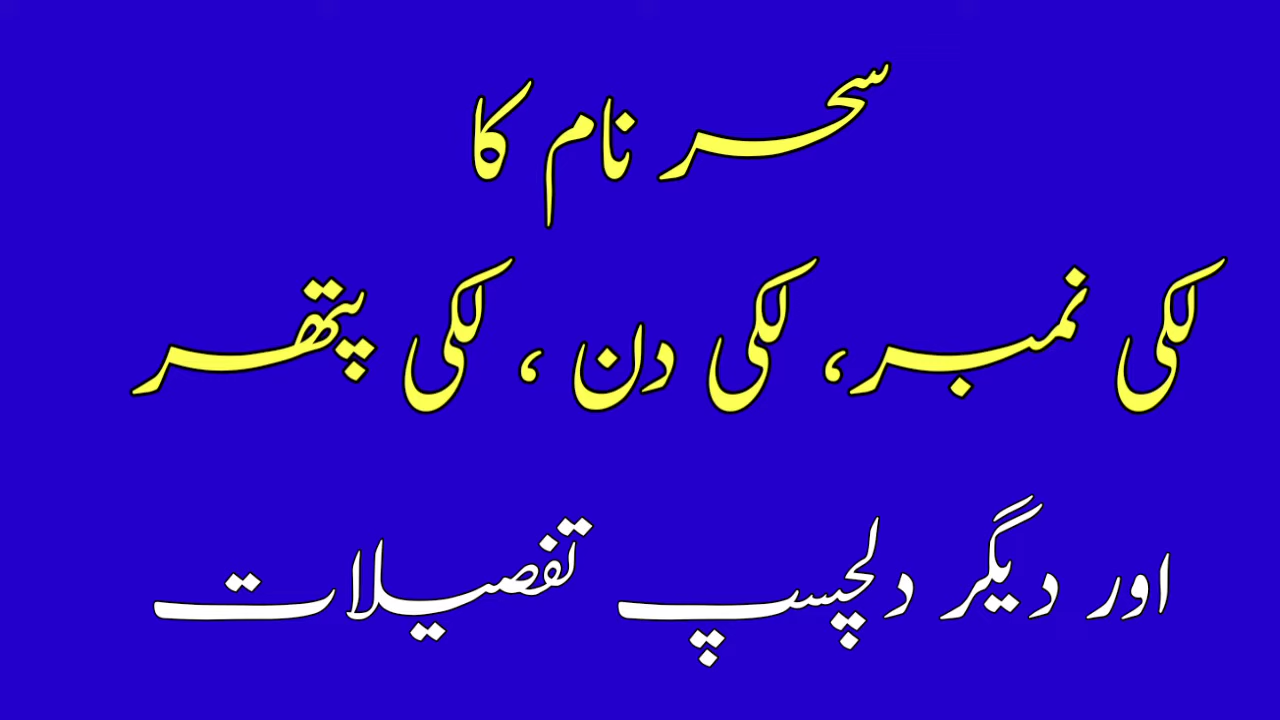 سحر نام کا
لکی نمبر، لکی دن ، لکی پتھر
اور دیگر دلچسپ تفصیلات